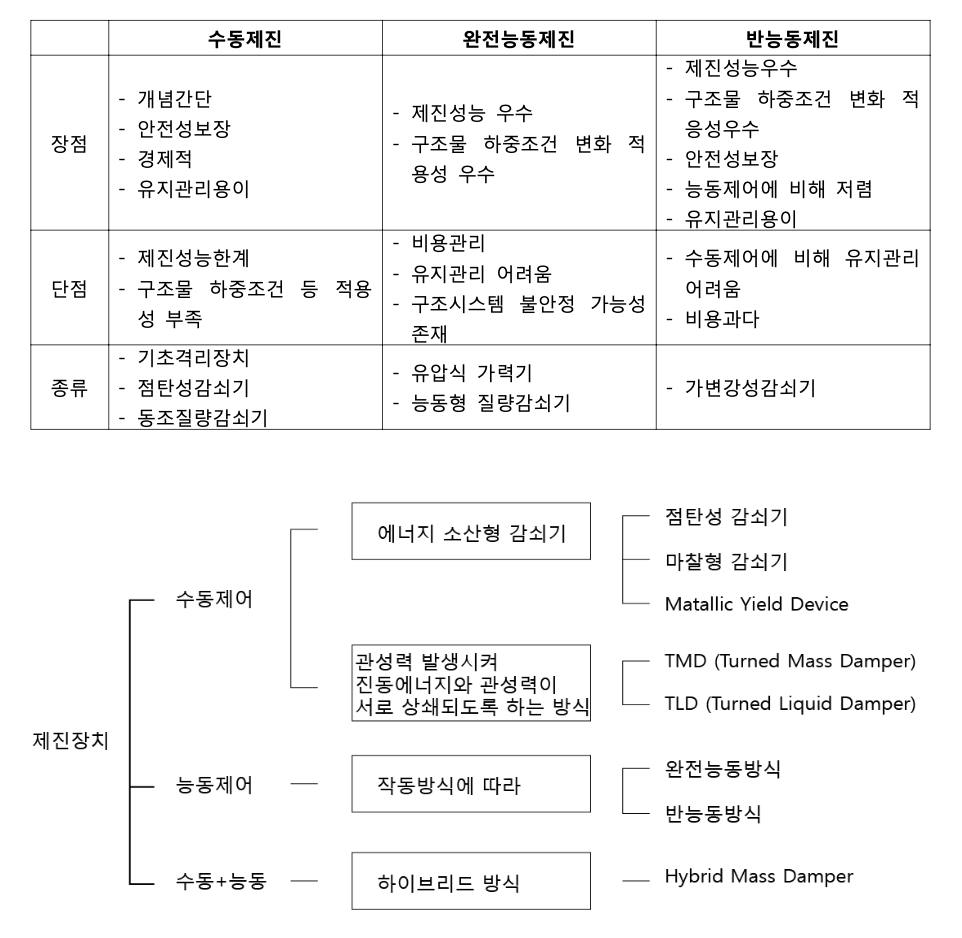 수동제진
완전능동제진
반능동제진
장점
- 개념간단
- 안전성보장
- 경제적
- 유지관리용이
- 제진성능 우수
- 구조물 하중조건 변화 적
용성 우수
- 제진성능우수
- 구조물 하중조건 변화 적
응성우수
- 안전성보장
- 능동제어에 비해 저렴
- 유지관리용이
단점
- 제진성능한계
- 구조물 하중조건 등 적용
성 부족
- 비용관리
- 유지관리 어려움
- 구조시스템 불안정 가능성
존재
- 수동제어에 비해 유지관리
어려움
- 비용과다
종류
- 기초격리장치
- 점탄성감쇠기
- 동조질량감쇠기
- 유압식 가력기
- 능동형 질량감쇠기
- 가변강성감쇠기
제진장치
수동제어
에너지 소산형 감쇠기
점탄성 감쇠기
마찰형 감쇠기
Matallic Yield Device
관성력 발생시켜
진동에너지와 관성력이
서로 상쇄되도록 하는 방식
TMD (Turned Mass Damper)
TLD (Turned Liquid Damper)
능동제어
작동방식에 따라
완전능동방식
반능동방식
수동+능동
하이브리드 방식
Hybrid Mass Damper